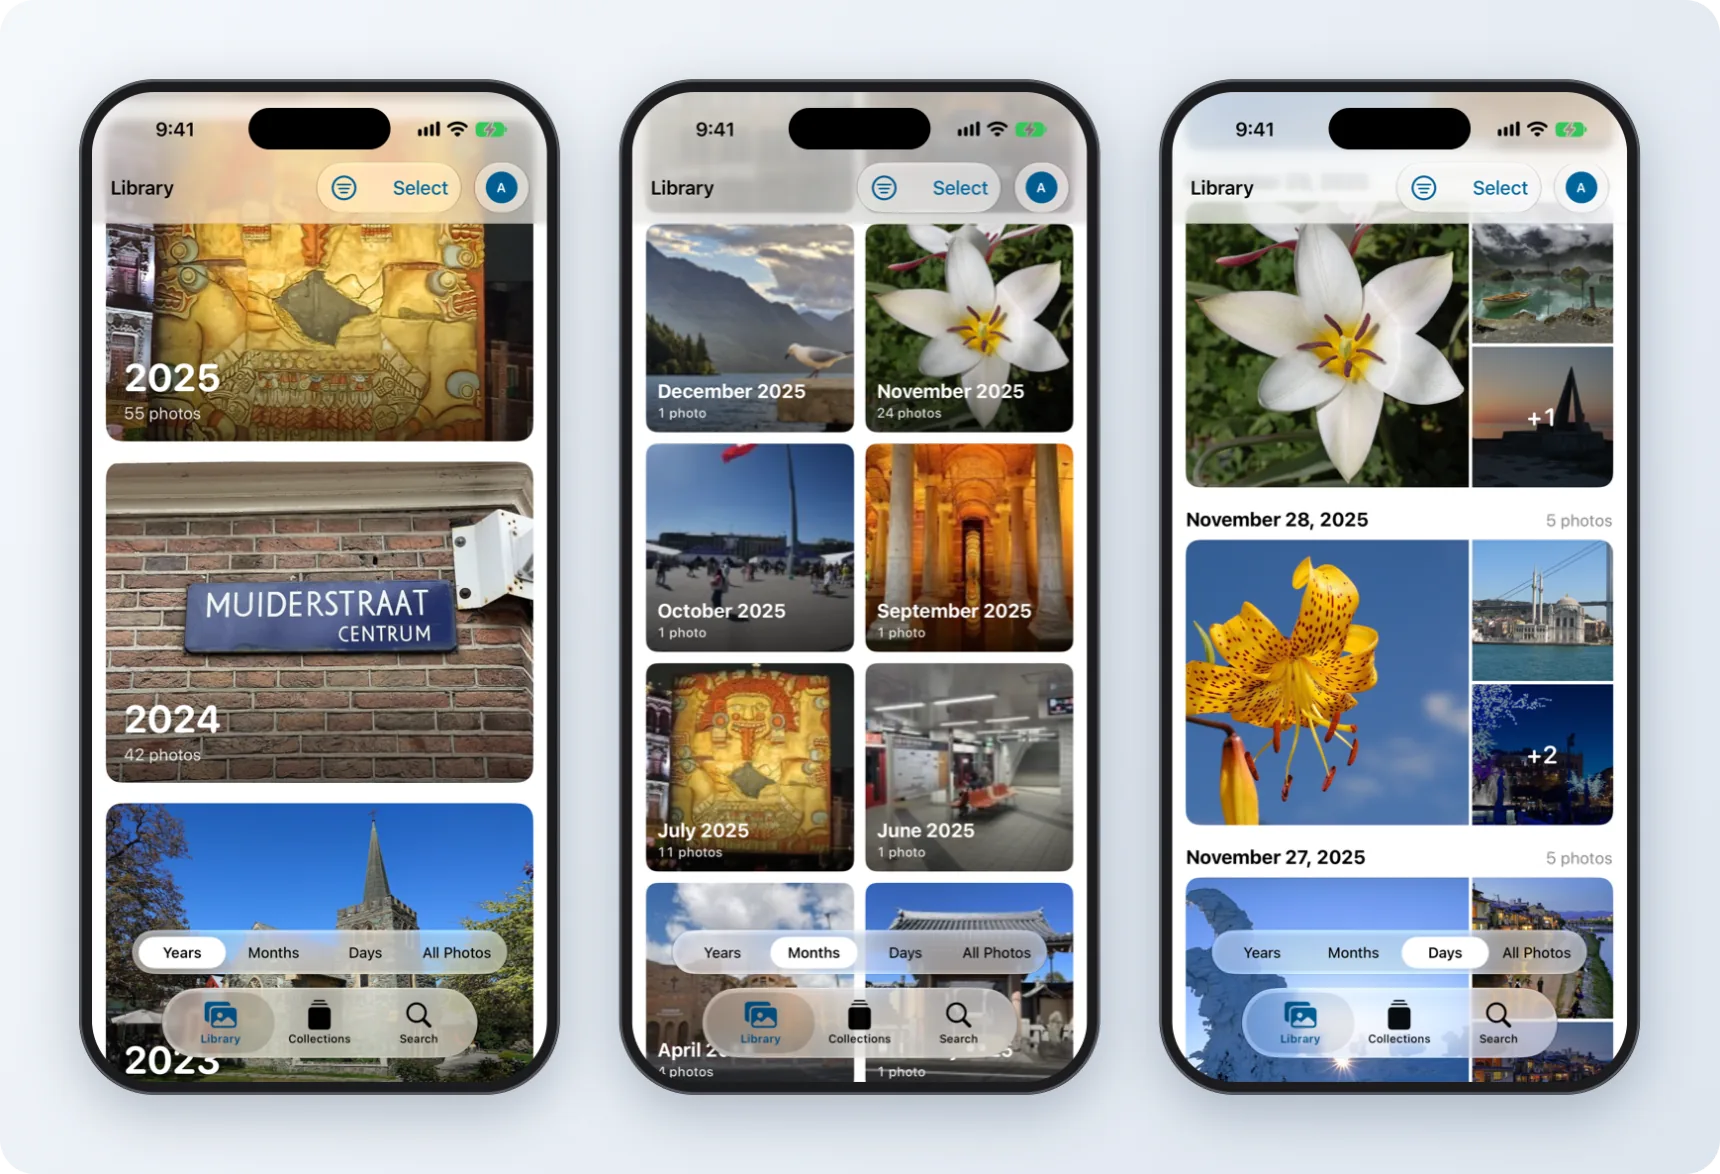 9:41
Library
Select
A
2025
55 photos
MUIDERSTRAAT
CENTRUM
2024
42 photos
Years
Months
Days
All Photos
Library
Collections
Search
2023
9:41
Library
Select
A
December 2025
1 photo
November 2025
24 photos
October 2025
1 photo
September 2025
1 photo
July 2025
11 photos
June 2025
1 photo
Years
Months
Days
All Photos
Library
Collections
Search
April
4 photos
1 photo
9:41
Library
Select
A
+1
November 28, 2025
5 photos
+2
November 27, 2025
5 photos
Years
Months
Days
All Photos
Library
Collections
Search